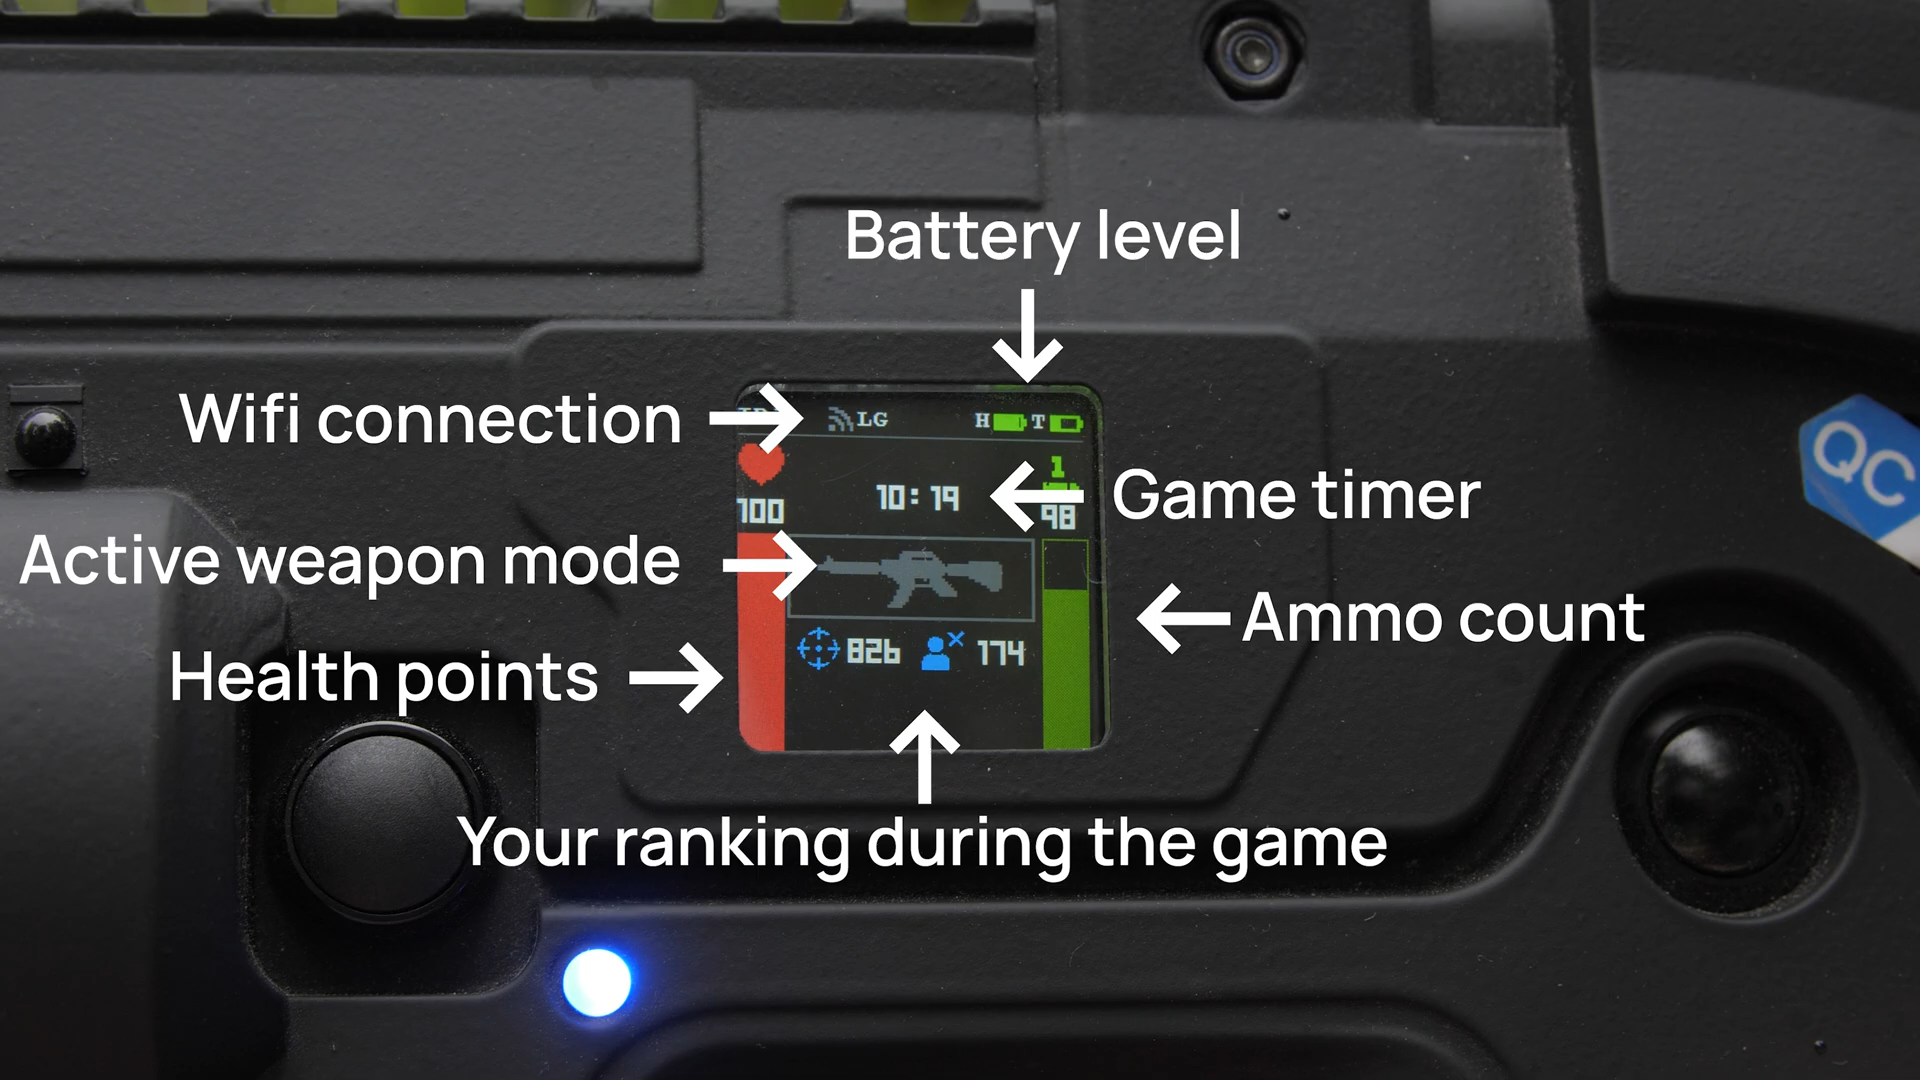 Battery level
Wifi connection
LG H T
1
10:19
Game timer
100
98
Active weapon mode
Ammo count
826 174
Health points
Your ranking during the game
QC